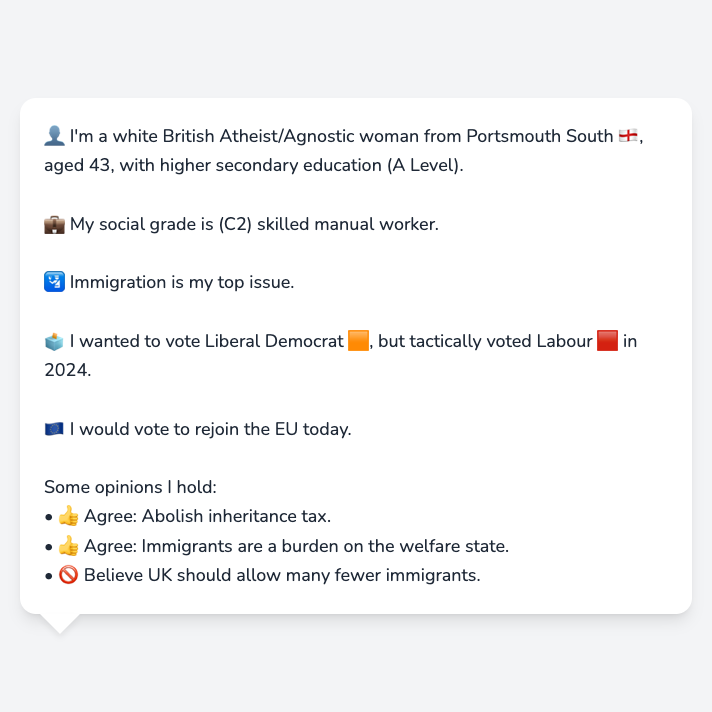 👤 I'm a white British Atheist/Agnostic woman from Portsmouth South 🏴󠁧󠁢󠁥󠁮󠁧󠁿,
aged 43, with higher secondary education (A Level).
💼 My social grade is (C2) skilled manual worker.
🛂 Immigration is my top issue.
🗳️ I wanted to vote Liberal Democrat 🟧, but tactically voted Labour 🟥 in
2024.
🇪🇺 I would vote to rejoin the EU today.
Some opinions I hold:
• 👍 Agree: Abolish inheritance tax.
• 👍 Agree: Immigrants are a burden on the welfare state.
• 🚫 Believe UK should allow many fewer immigrants.